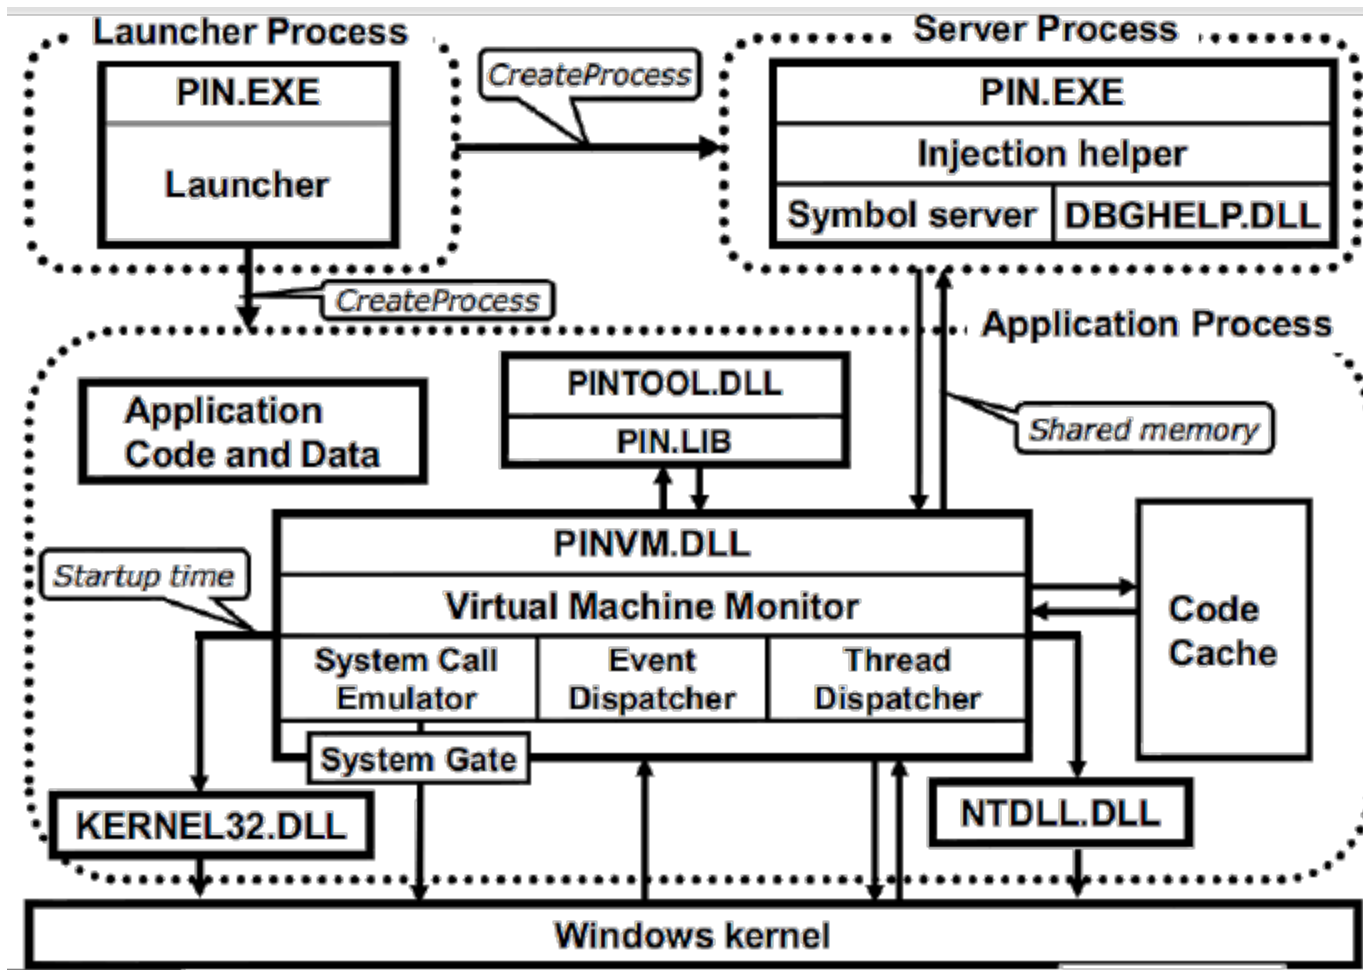 Launcher Process
Server Process
CreateProcess
PIN.EXE
Launcher
PIN.EXE
Injection helper
Symbol server
DBGHELP.DLL
CreateProcess
Application Process
Application
Code and Data
PINTOOL.DLL
PIN.LIB
Shared memory
PINVM.DLL
Startup time
Virtual Machine Monitor
Code
Cache
System Call
Emulator
Event
Dispatcher
Thread
Dispatcher
System Gate
KERNEL32.DLL
NTDLL.DLL
Windows kernel